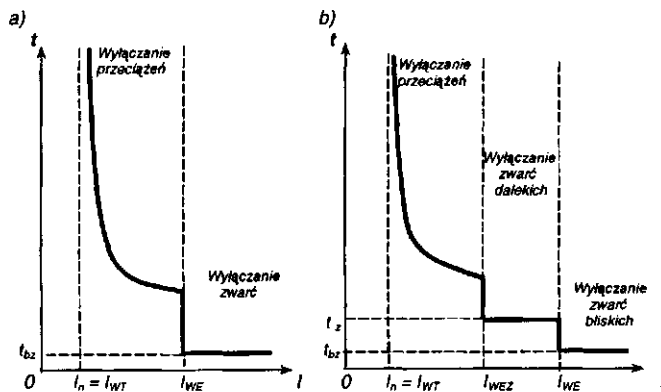 a)
t
Wyłączanie
przeciążeń
Wyłączanie
zwarć
t_bz
0
I_n = I_WT
I_WE
I
b)
t
Wyłączanie
przeciążeń
Wyłączanie
zwarć
dalekich
Wyłączanie
zwarć
bliskich
t_z
t_bz
0
I_n = I_WT
I_WEZ
I_WE